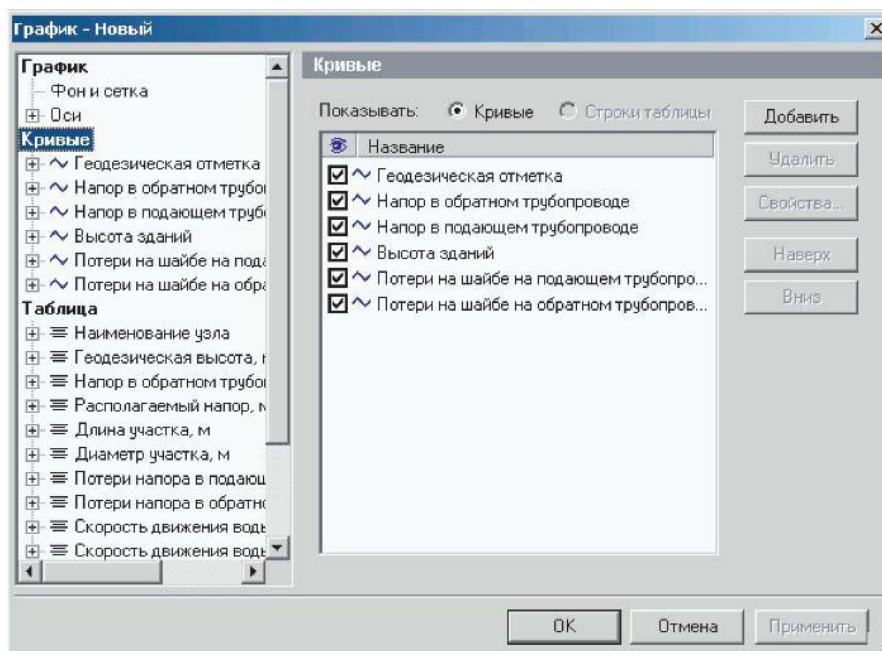 График - Новый
График
Фон и сетка
Оси
Кривые
Геодезическая отметка
Напор в обратном трубо
Напор в подающем труб
Высота зданий
Потери на шайбе на пода
Потери на шайбе на обра
Таблица
Наименование узла
Геодезическая высота,
Напор в обратном трубо
Располагаемый напор, м
Длина участка, м
Диаметр участка, м
Потери напора в подающ
Потери напора в обратно
Скорость движения воды
Скорость движения воды
Кривые
Показывать: Кривые Строки таблицы
Название
Геодезическая отметка
Напор в обратном трубопроводе
Напор в подающем трубопроводе
Высота зданий
Потери на шайбе на подающем трубопро...
Потери на шайбе на обратном трубопров...
Добавить
Удалить
Свойства...
Наверх
Вниз
OK Отмена Применить